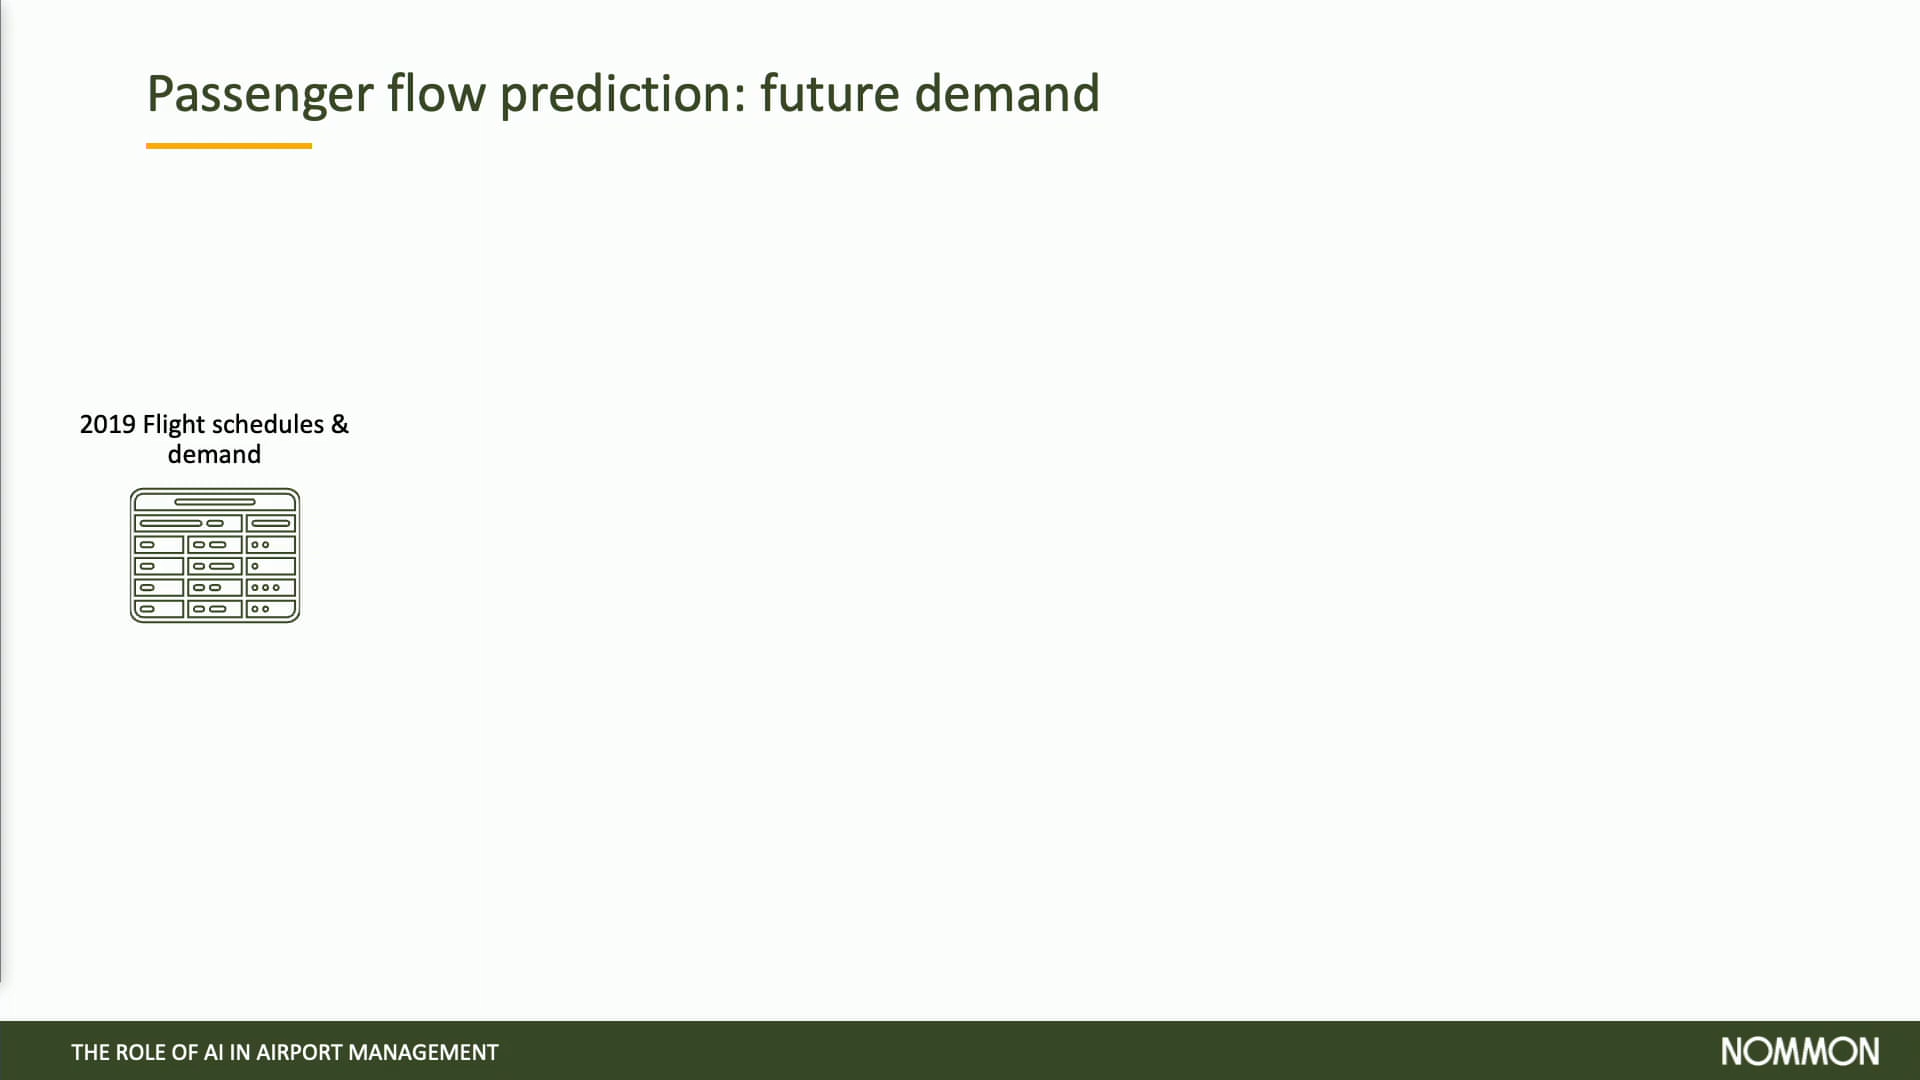 Passenger flow prediction: future demand
2019 Flight schedules &
demand
THE ROLE OF AI IN AIRPORT MANAGEMENT
NOMMON